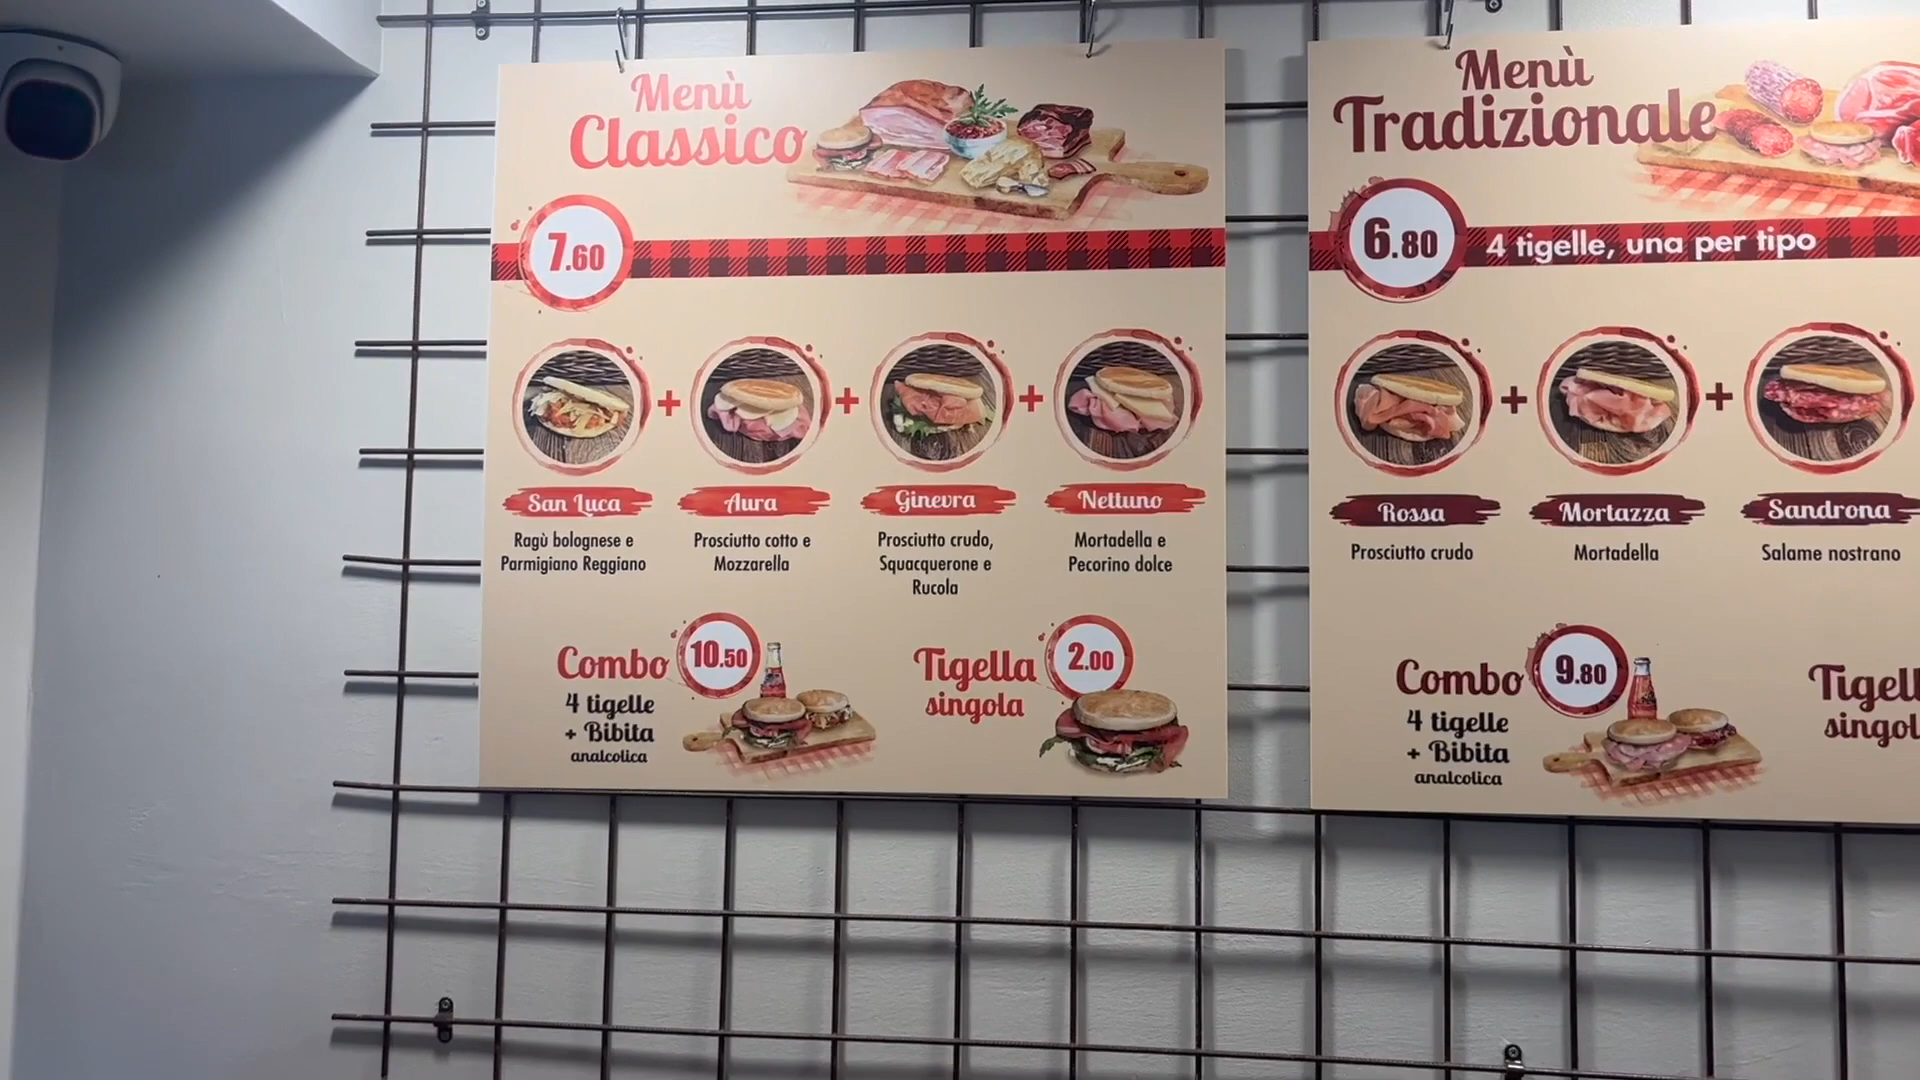 Menù
Classico
7.60
San Luca
Ragù bolognese e
Parmigiano Reggiano
Aura
Prosciutto cotto e
Mozzarella
Ginevra
Prosciutto crudo,
Squacquerone e
Rucola
Nettuno
Mortadella e
Pecorino dolce
Combo 10.50
4 tigelle
+ Bibita
analcolica
Tigella 2.00
singola
Menù
Tradizionale
6.80 4 tigelle, una per tipo
Rossa
Prosciutto crudo
Mortazza
Mortadella
Sandrona
Salame nostrano
Combo 9.80
4 tigelle
+ Bibita
analcolica
Tigell
singol